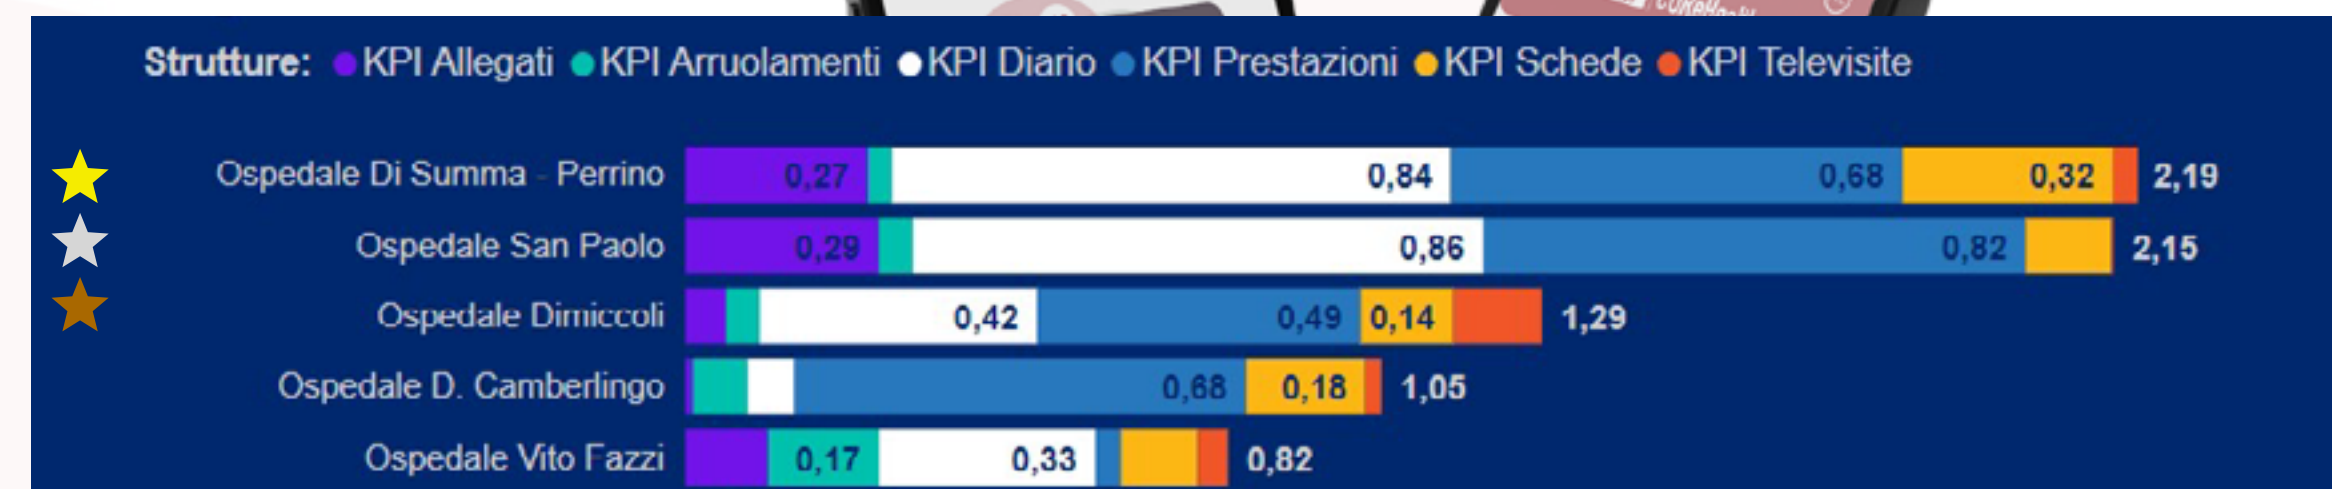 Strutture: KPI Allegati KPI Arruolamenti KPI Diario KPI Prestazioni KPI Schede KPI Televisite
Ospedale Di Summa - Perrino 0,27 0,84 0,68 0,32 2,19
Ospedale San Paolo 0,29 0,86 0,82 2,15
Ospedale Dimiccoli 0,42 0,49 0,14 1,29
Ospedale D. Camberlingo 0,68 0,18 1,05
Ospedale Vito Fazzi 0,17 0,33 0,82